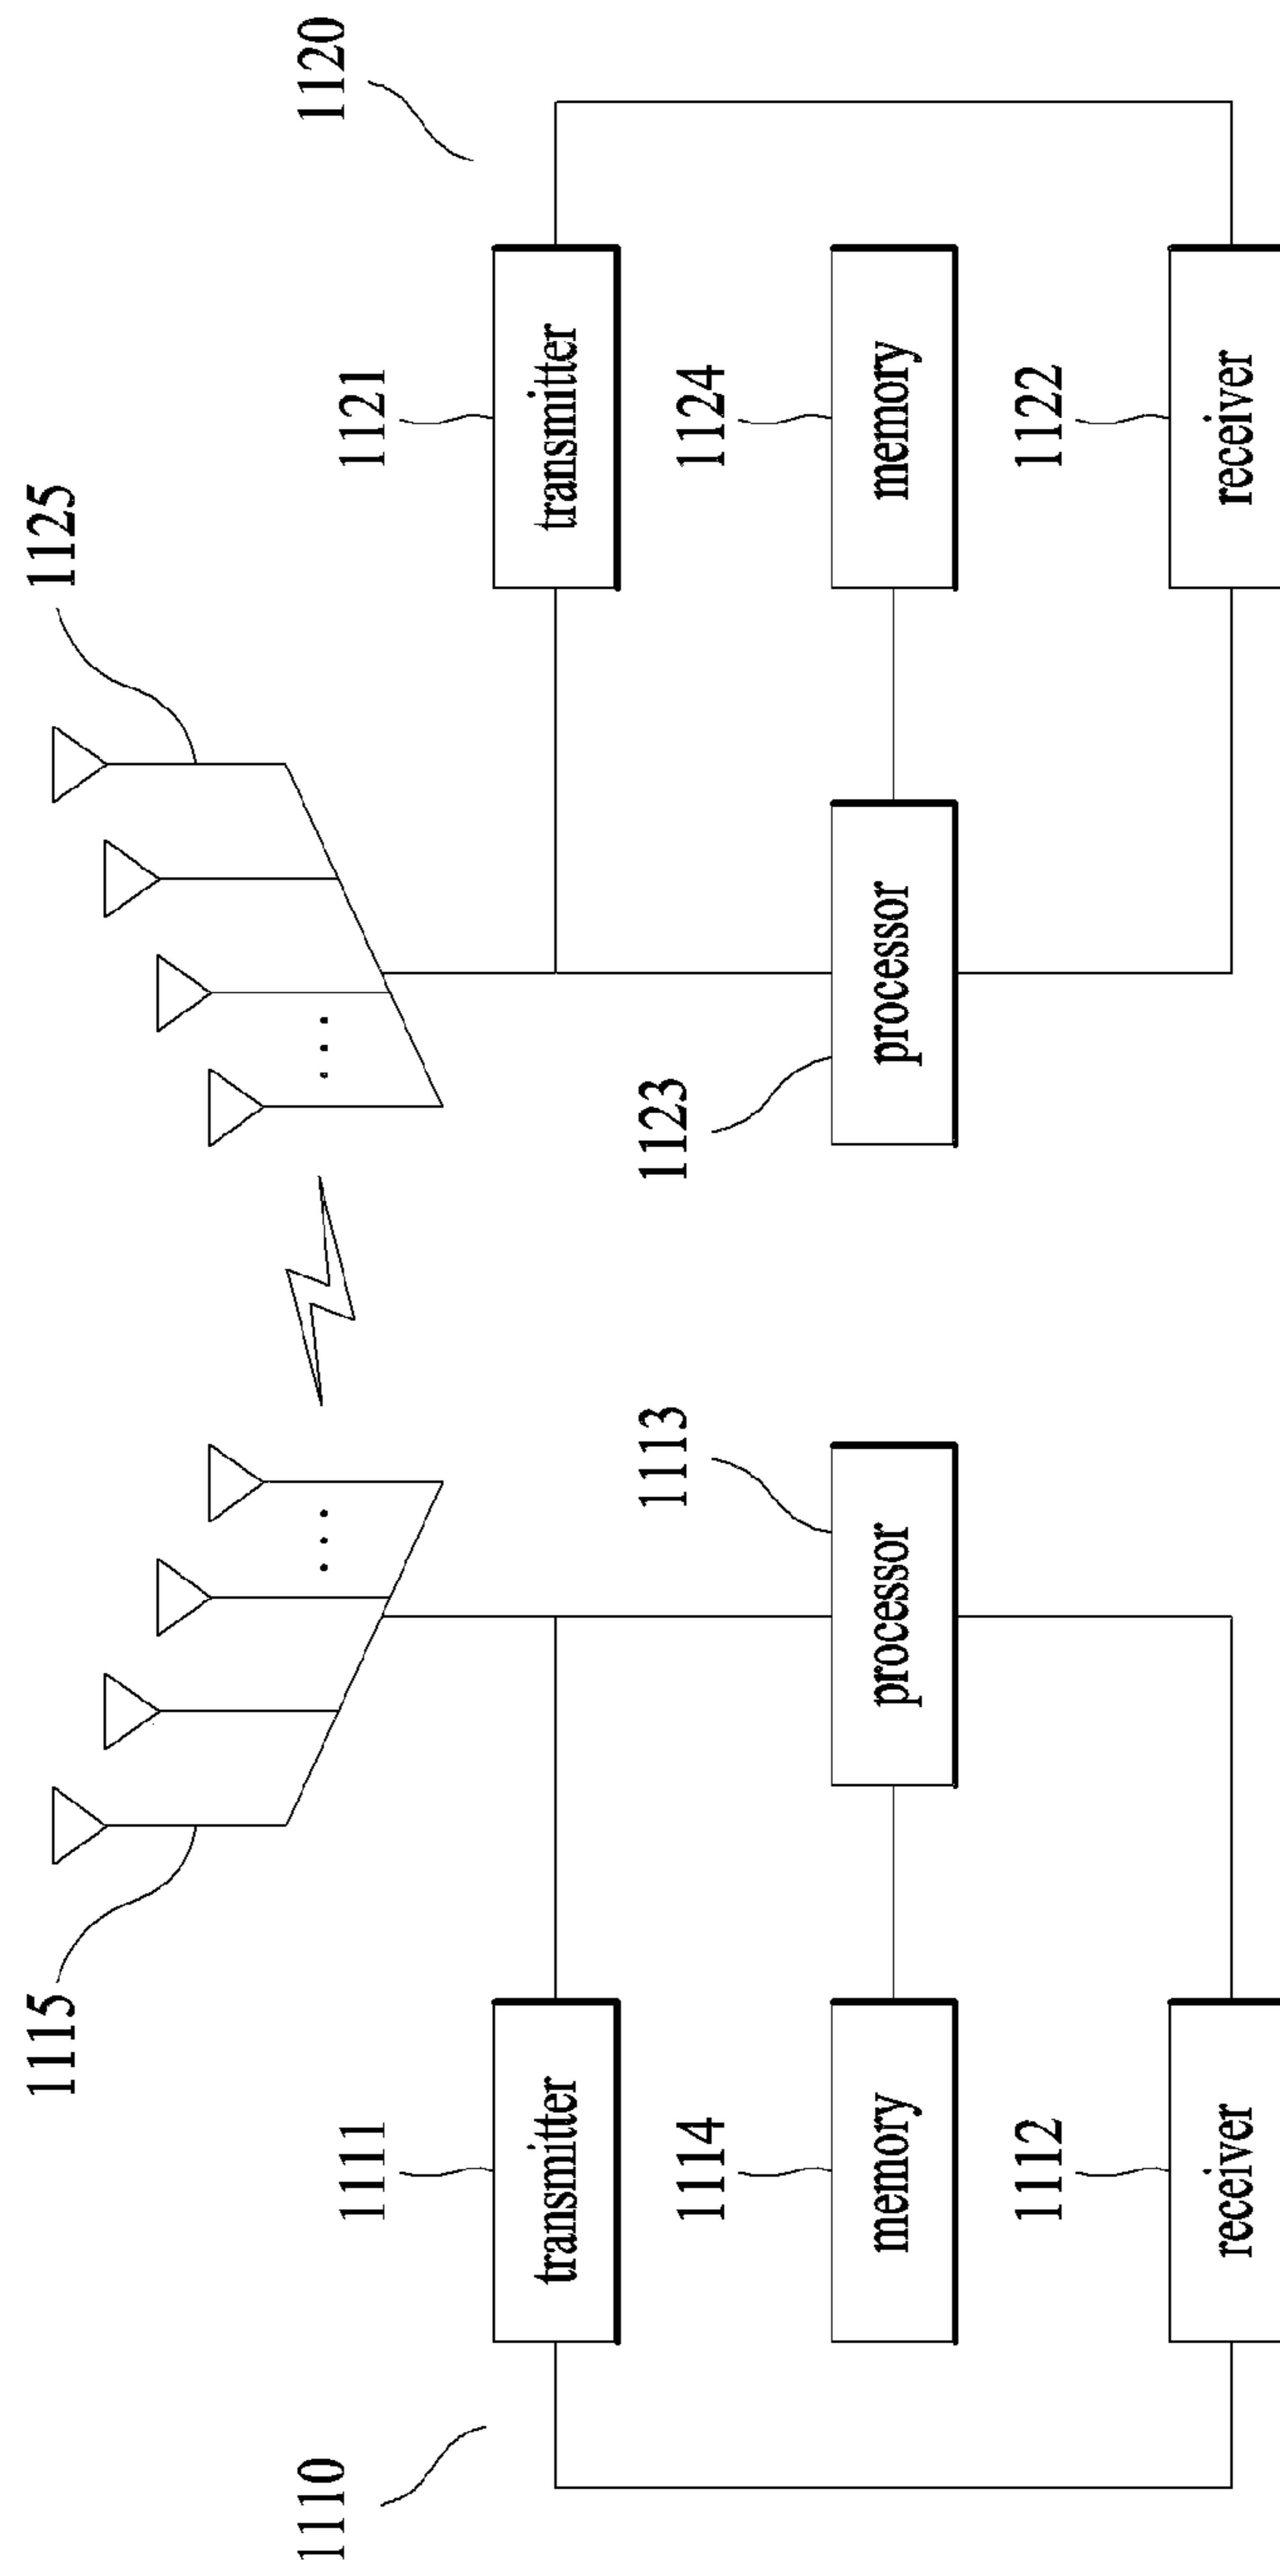 1115
1125
1110
1120
1111
transmitter
1121
transmitter
1113
1123
1114
memory
processor
processor
1124
memory
1112
receiver
1122
receiver